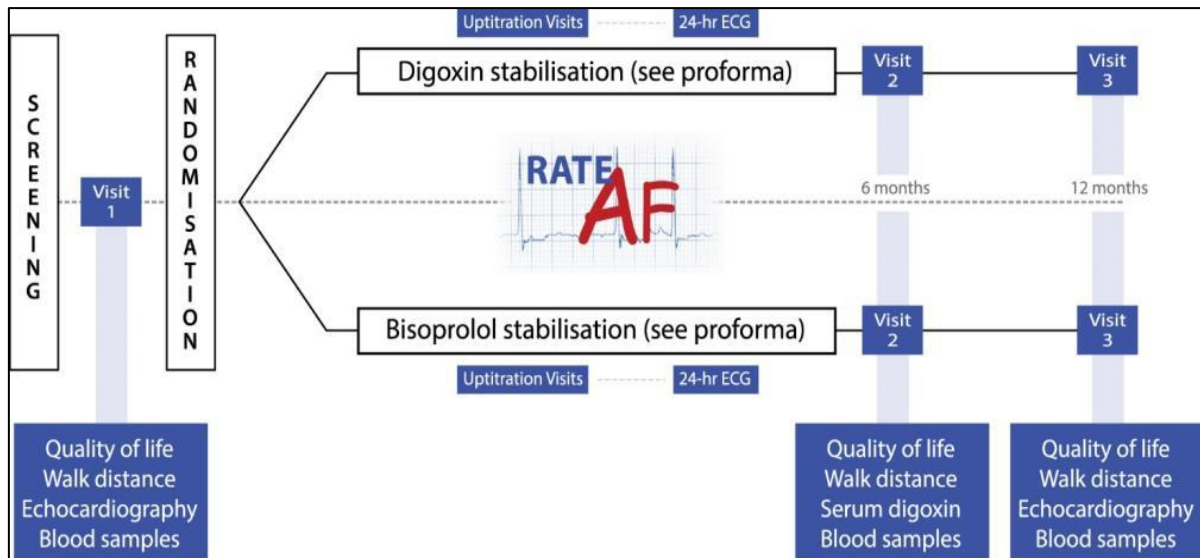 Uptitration Visits
24-hr ECG
SCREENING
Visit
1
RANDOMISATION
Digoxin stabilisation (see proforma)
Visit
2
Visit
3
RATE
AF
6 months
12 months
Bisoprolol stabilisation (see proforma)
Visit
2
Visit
3
Uptitration Visits
24-hr ECG
Quality of life
Walk distance
Echocardiography
Blood samples
Quality of life
Walk distance
Serum digoxin
Blood samples
Quality of life
Walk distance
Echocardiography
Blood samples